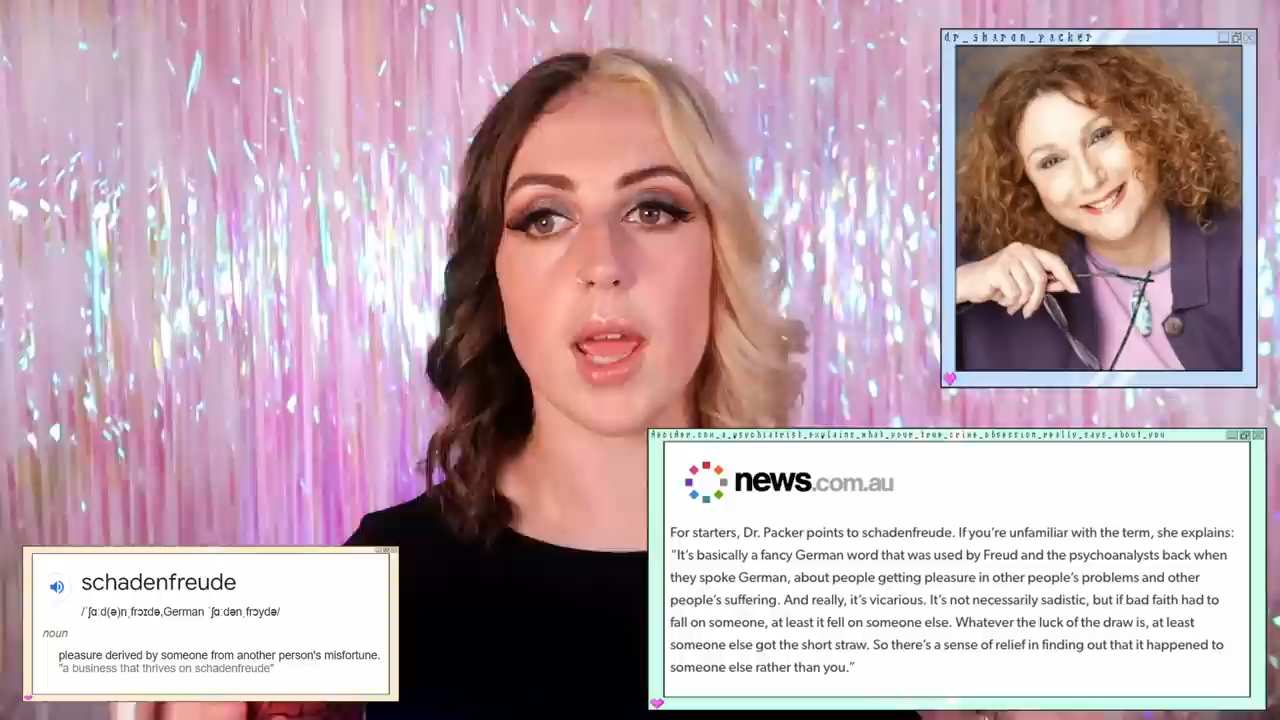 dr_sharon_packer
decider.com_a_psychiatrist_explains_what_your_true_crime_obsession_really_says_about_you
news.com.au
For starters, Dr. Packer points to schadenfreude. If you're unfamiliar with the term, she explains:
"It's basically a fancy German word that was used by Freud and the psychoanalysts back when
they spoke German, about people getting pleasure in other people's problems and other
people's suffering. And really, it's vicarious. It's not necessarily sadistic, but if bad faith had to
fall on someone, at least it fell on someone else. Whatever the luck of the draw is, at least
someone else got the short straw. So there's a sense of relief in finding out that it happened to
someone else rather than you."
schadenfreude
/ˈʃɑːd(ə)nˌfrɔɪdə,German ˈʃɑːdənˌfrɔydə/
noun
pleasure derived by someone from another person's misfortune.
"a business that thrives on schadenfreude"